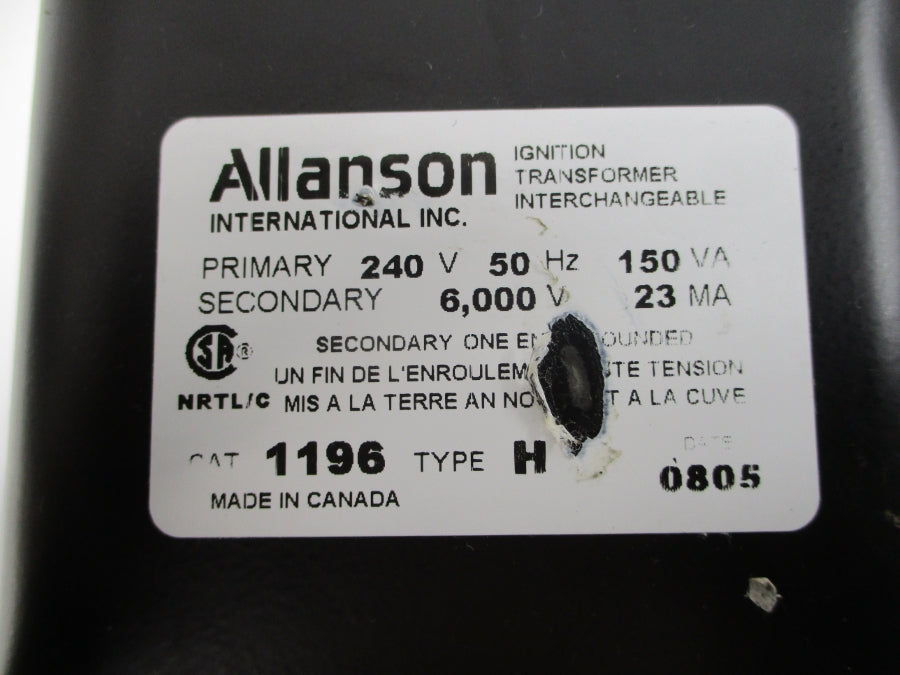 Allanson
INTERNATIONAL INC.
IGNITION
TRANSFORMER
INTERCHANGEABLE
PRIMARY 240 V 50 Hz 150 VA
SECONDARY 6,000 V 23 MA
SECONDARY ONE
UN FIN DE L'ENROULEM TE TENSION
NRTL/C MIS A LA TERRE AN NO T A LA CUVE
SA ®
CAT 1196 TYPE H
DATE
0805
MADE IN CANADA